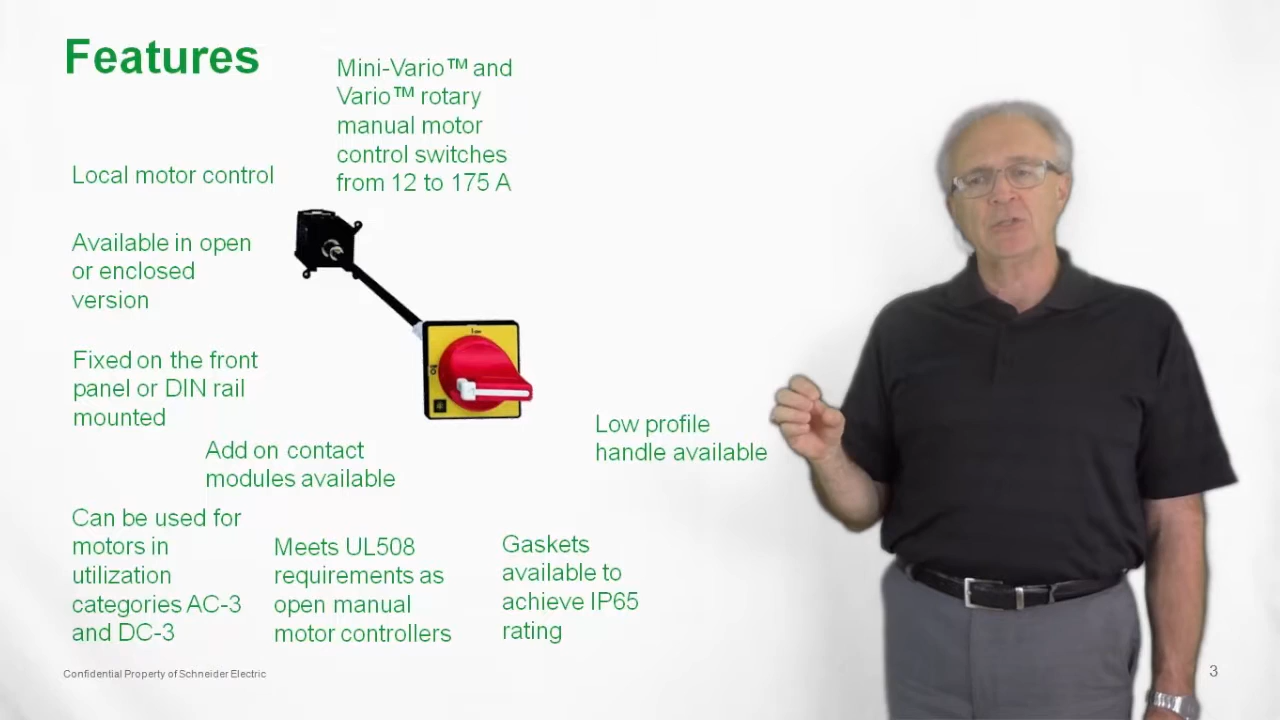 Features
Mini-Vario™ and
Vario™ rotary
manual motor
control switches
from 12 to 175 A
Local motor control
Available in open
or enclosed
version
Fixed on the front
panel or DIN rail
mounted
Low profile
handle available
Add on contact
modules available
Can be used for
motors in
utilization
categories AC-3
and DC-3
Meets UL508
requirements as
open manual
motor controllers
Gaskets
available to
achieve IP65
rating
Confidential Property of Schneider Electric
3